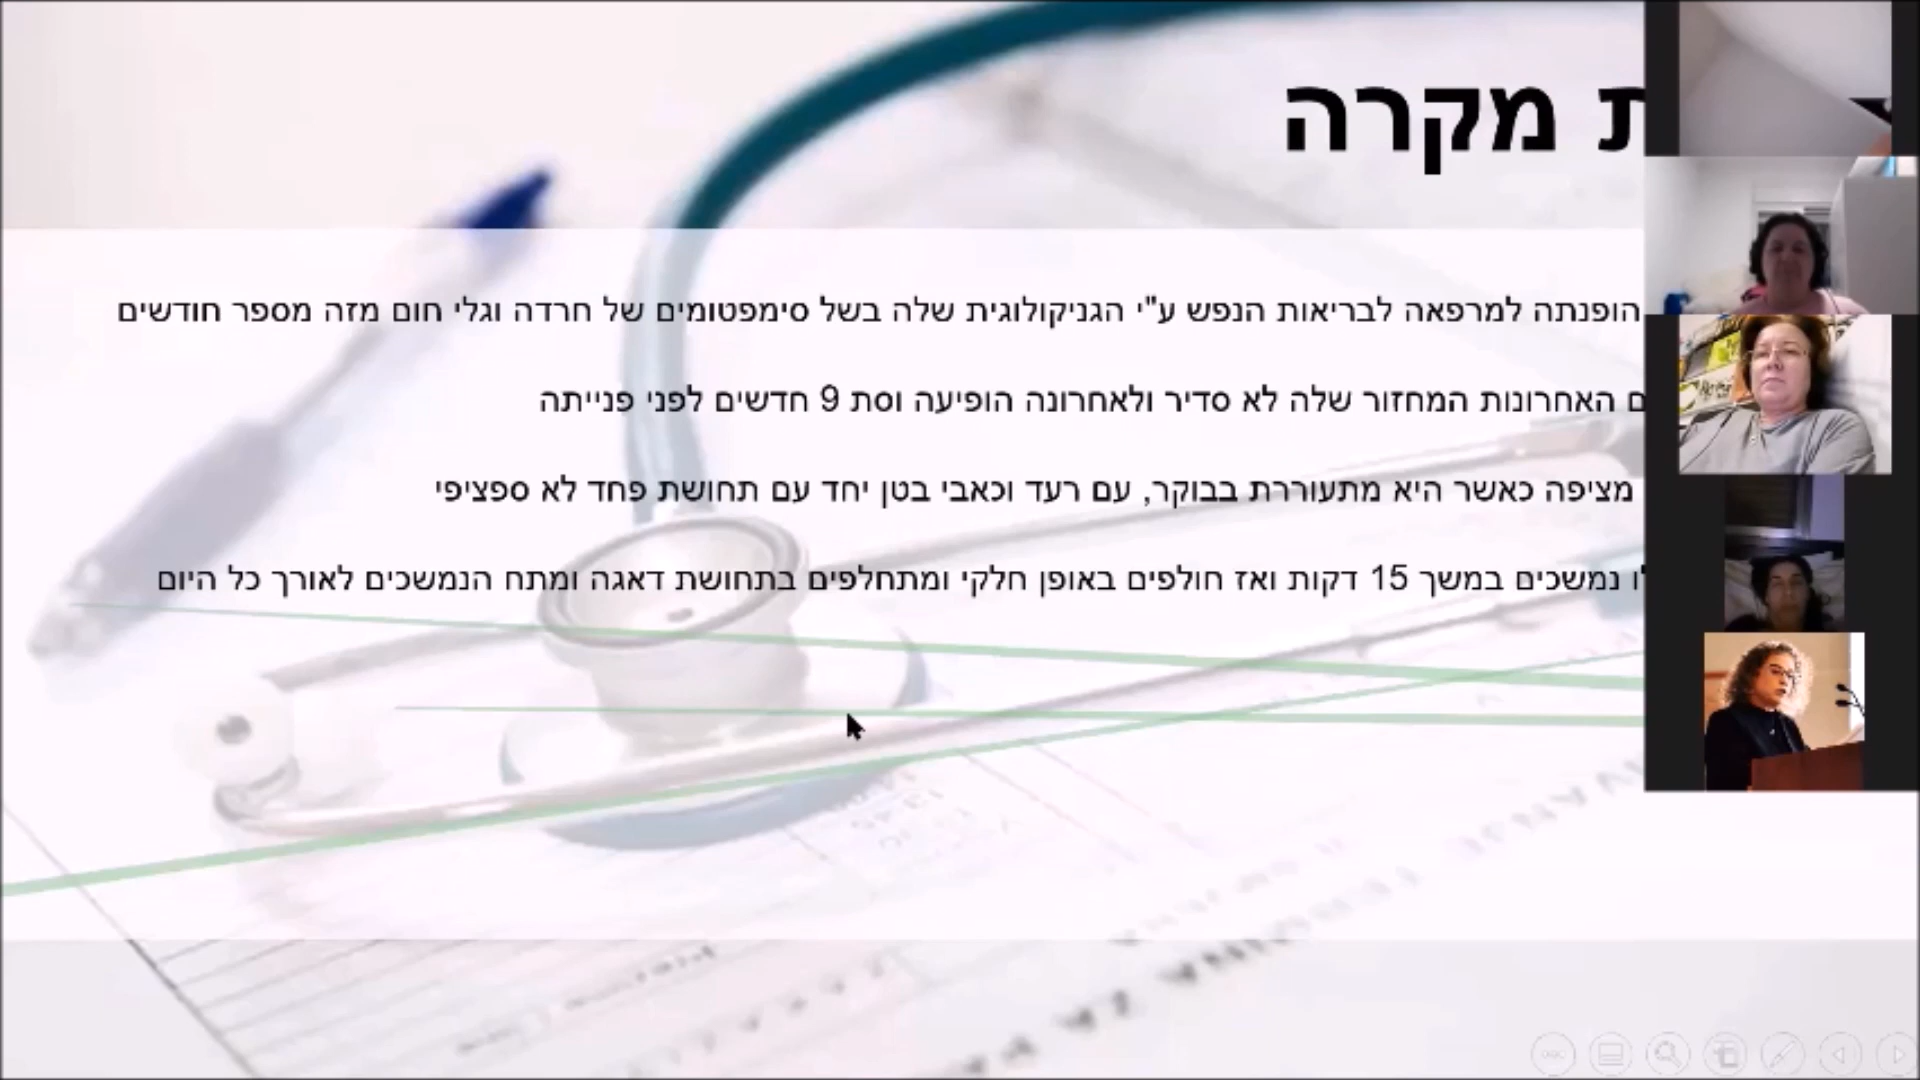 ת מקרה
הופנתה למרפאה לבריאות הנפש ע"י הגניקולוגית שלה בשל סימפטומים של חרדה וגלי חום מזה מספר חודשים
ם האחרונות המחזור שלה לא סדיר ולאחרונה הופיעה וסת 9 חדשים לפני פנייתה
מציפה כאשר היא מתעוררת בבוקר, עם רעד וכאבי בטן יחד עם תחושת פחד לא ספציפי
לו נמשכים במשך 15 דקות ואז חולפים באופן חלקי ומתחלפים בתחושת דאגה ומתח הנמשכים לאורך כל היום